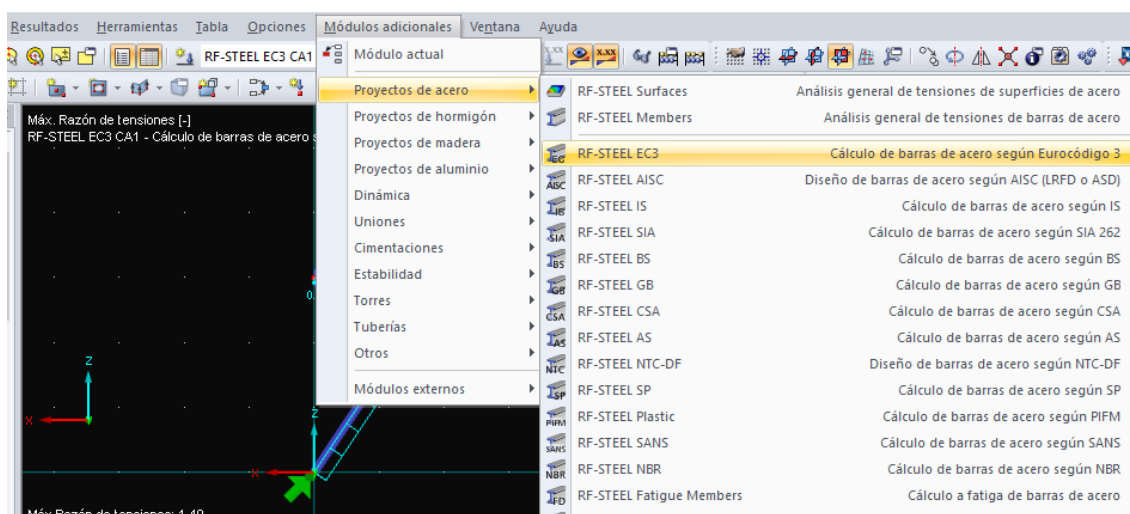 Resultados Herramientas Tabla Opciones Módulos adicionales Ventana Ayuda
RF-STEEL EC3 CA1
Módulo actual
Proyectos de acero
Proyectos de hormigón
Proyectos de madera
Proyectos de aluminio
Dinámica
Uniones
Cimentaciones
Estabilidad
Torres
Tuberías
Otros
Módulos externos
RF-STEEL Surfaces Análisis general de tensiones de superficies de acero
RF-STEEL Members Análisis general de tensiones de barras de acero
RF-STEEL EC3 Cálculo de barras de acero según Eurocódigo 3
RF-STEEL AISC Diseño de barras de acero según AISC (LRFD o ASD)
RF-STEEL IS Cálculo de barras de acero según IS
RF-STEEL SIA Cálculo de barras de acero según SIA 262
RF-STEEL BS Cálculo de barras de acero según BS
RF-STEEL GB Cálculo de barras de acero según GB
RF-STEEL CSA Cálculo de barras de acero según CSA
RF-STEEL AS Cálculo de barras de acero según AS
RF-STEEL NTC-DF Diseño de barras de acero según NTC-DF
RF-STEEL SP Cálculo de barras de acero según SP
RF-STEEL Plastic Cálculo de barras de acero según PIFM
RF-STEEL SANS Cálculo de barras de acero según SANS
RF-STEEL NBR Cálculo de barras de acero según NBR
RF-STEEL Fatigue Members Cálculo a fatiga de barras de acero
Máx. Razón de tensiones [-]
RF-STEEL EC3 CA1 - Cálculo de barras de acero s
0.
Z
X
Z
X
Máx Razón de tensiones: 1.40